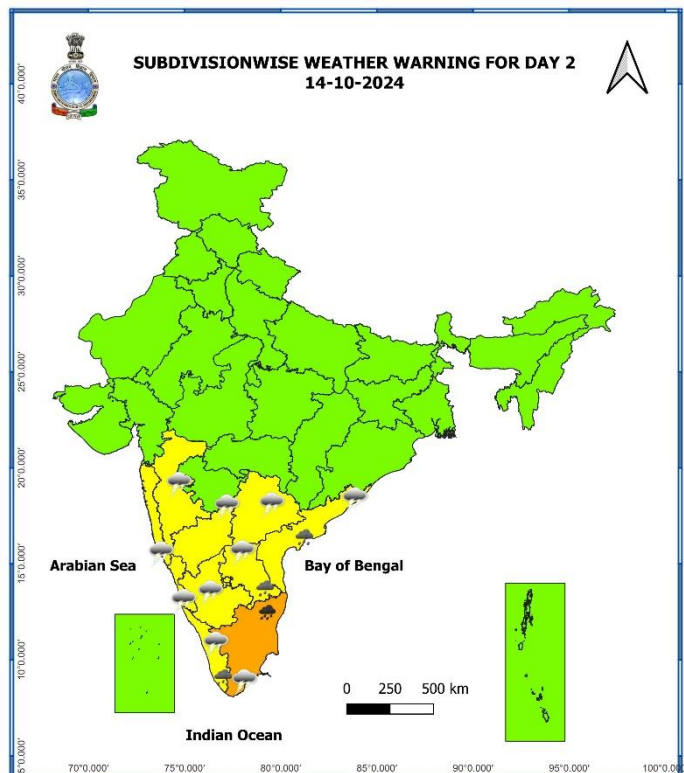 SUBDIVISIONWISE WEATHER WARNING FOR DAY 2
14-10-2024
40°0.000'
35°0.000'
30°0.000'
25°0.000'
20°0.000'
15°0.000'
10°0.000'
5°0.000'
Arabian Sea
Bay of Bengal
0 250 500 km
Indian Ocean
70°0.000' 75°0.000' 80°0.000' 85°0.000' 90°0.000' 95°0.000' 100°0.000'